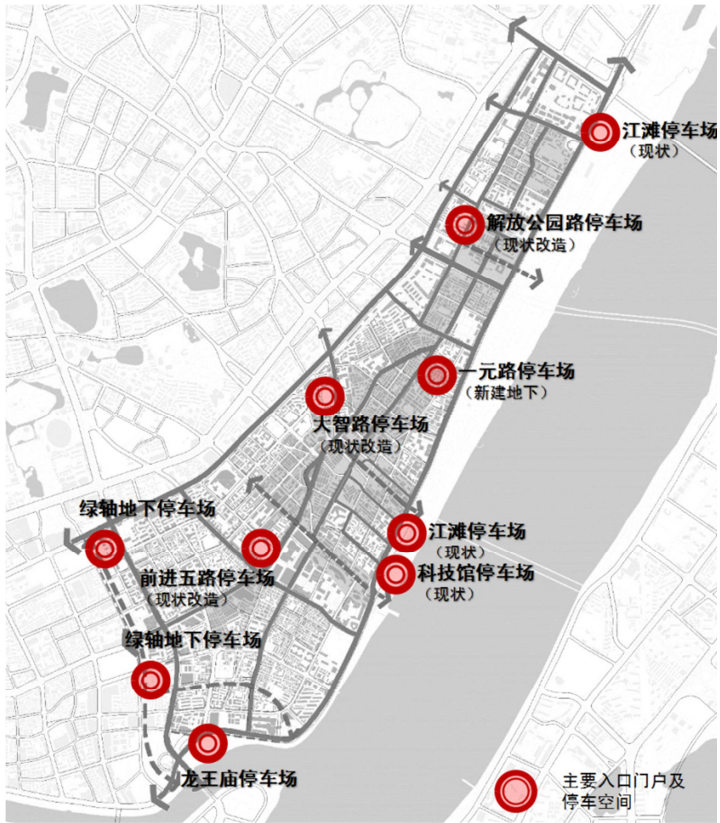 江滩停车场
（现状）
解放公园路停车场
（现状改造）
一元路停车场
（新建地下）
大智路停车场
（现状改造）
绿轴地下停车场
江滩停车场
（现状）
前进五路停车场
（现状改造）
科技馆停车场
（现状）
绿轴地下停车场
龙王庙停车场
主要入口门户及
停车空间